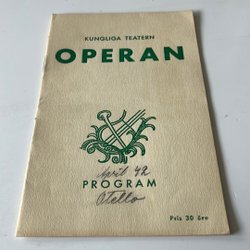 KUNGLIGA TEATERN
OPERAN
April 42
PROGRAM
Otello
Pris 30 öre